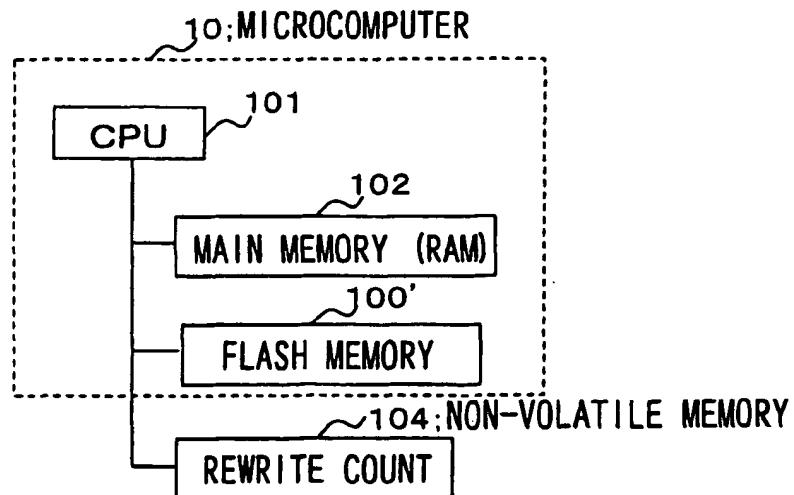 10;MICROCOMPUTER
101
CPU
102
MAIN MEMORY (RAM)
100'
FLASH MEMORY
104;NON-VOLATILE MEMORY
REWRITE COUNT